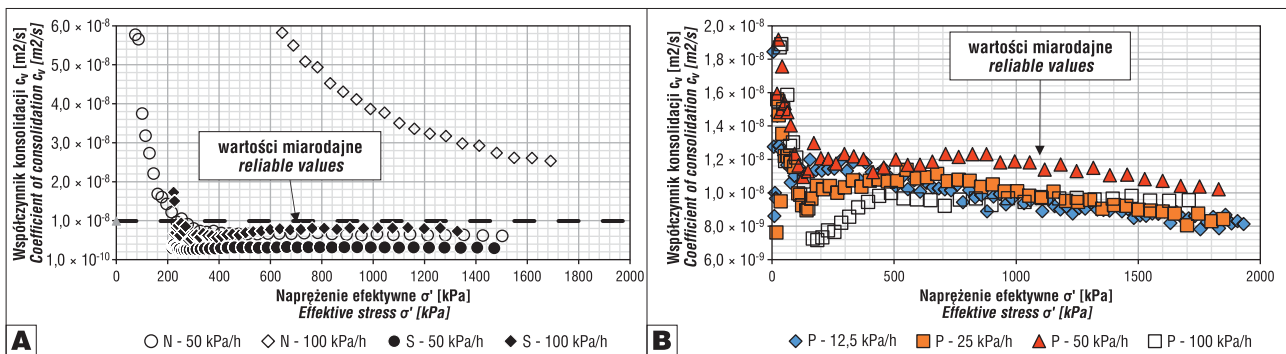 Współczynnik konsolidacji cᵥ [m2/s]
Coefficient of consolidation cᵥ [m2/s]
6,0 × 10⁻⁸
5,0 × 10⁻⁸
4,0 × 10⁻⁸
3,0 × 10⁻⁸
2,0 × 10⁻⁸
1,0 × 10⁻⁸
1,0 × 10⁻¹⁰
wartości miarodajne
reliable values
0 200 400 600 800 1000 1200 1400 1600 1800 2000
Naprężenie efektywne σ' [kPa]
Effektive stress σ' [kPa]
A
N - 50 kPa/h N - 100 kPa/h S - 50 kPa/h S - 100 kPa/h
Współczynnik konsolidacji cᵥ [m2/s]
Coefficient of consolidation cᵥ [m2/s]
2,0 × 10⁻⁸
1,8 × 10⁻⁸
1,6 × 10⁻⁸
1,4 × 10⁻⁸
1,2 × 10⁻⁸
1,0 × 10⁻⁸
8,0 × 10⁻⁹
6,0 × 10⁻⁹
wartości miarodajne
reliable values
0 500 1000 1500 2000
Naprężenie efektywne σ' [kPa]
Effektive stress σ' [kPa]
B
P - 12,5 kPa/h P - 25 kPa/h P - 50 kPa/h P - 100 kPa/h